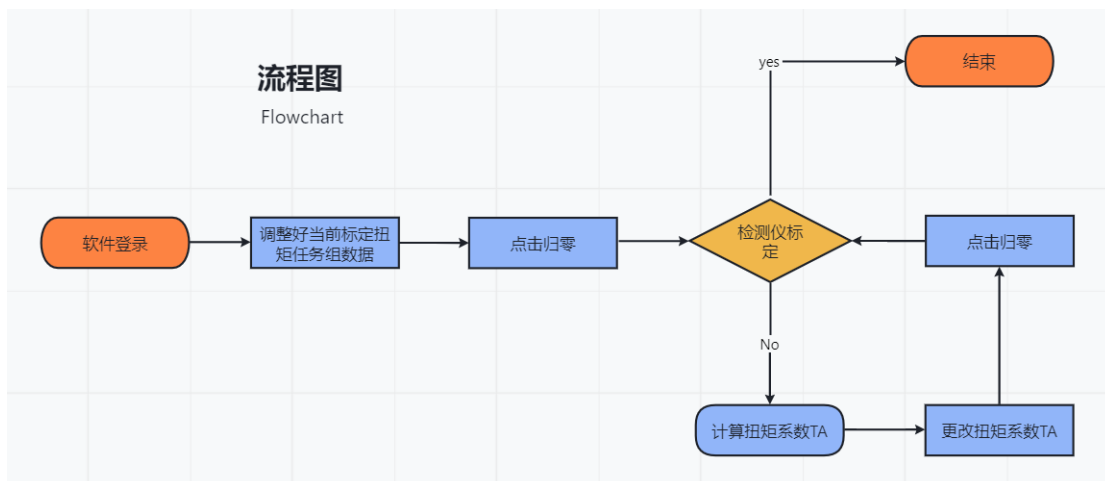 流程图
Flowchart
yes
结束
软件登录
调整好当前标定扭
矩任务组数据
点击归零
检测仪标
定
点击归零
No
计算扭矩系数TA
更改扭矩系数TA